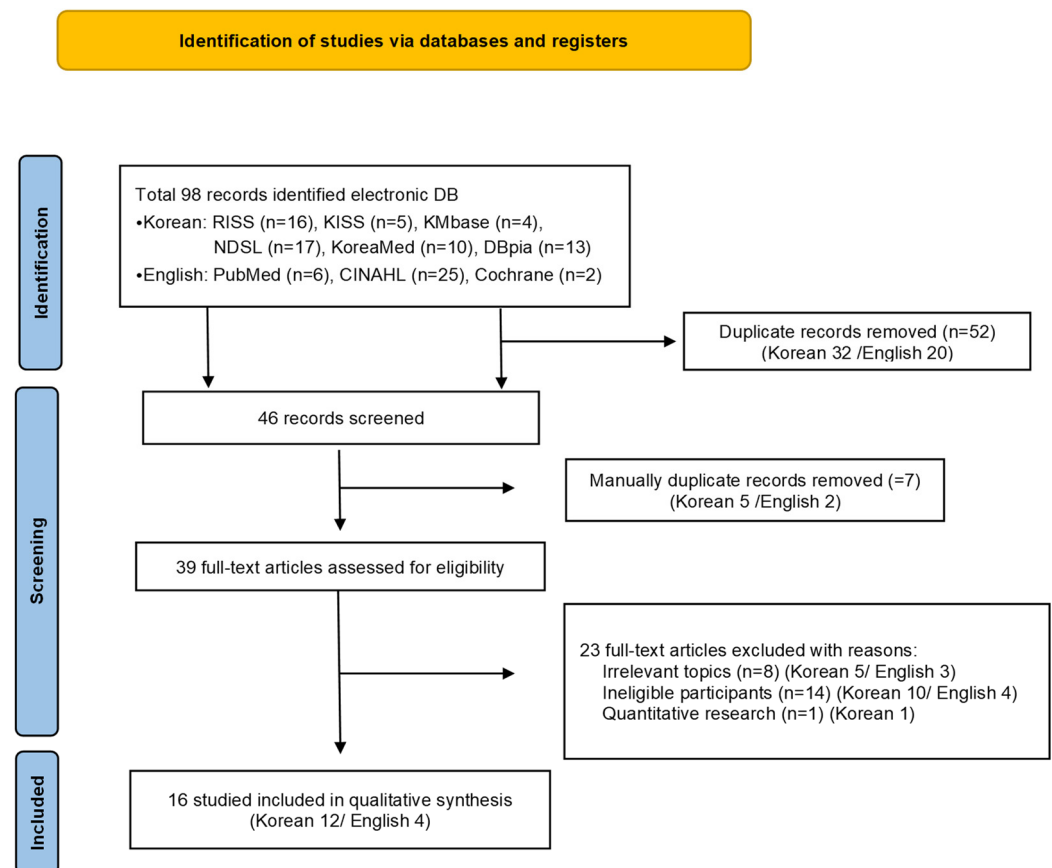 Identification of studies via databases and registers
Identification
Total 98 records identified electronic DB
•Korean: RISS (n=16), KISS (n=5), KMbase (n=4),
NDSL (n=17), KoreaMed (n=10), DBpia (n=13)
•English: PubMed (n=6), CINAHL (n=25), Cochrane (n=2)
Duplicate records removed (n=52)
(Korean 32 /English 20)
Screening
46 records screened
Manually duplicate records removed (=7)
(Korean 5 /English 2)
39 full-text articles assessed for eligibility
23 full-text articles excluded with reasons:
Irrelevant topics (n=8) (Korean 5/ English 3)
Ineligible participants (n=14) (Korean 10/ English 4)
Quantitative research (n=1) (Korean 1)
Included
16 studied included in qualitative synthesis
(Korean 12/ English 4)